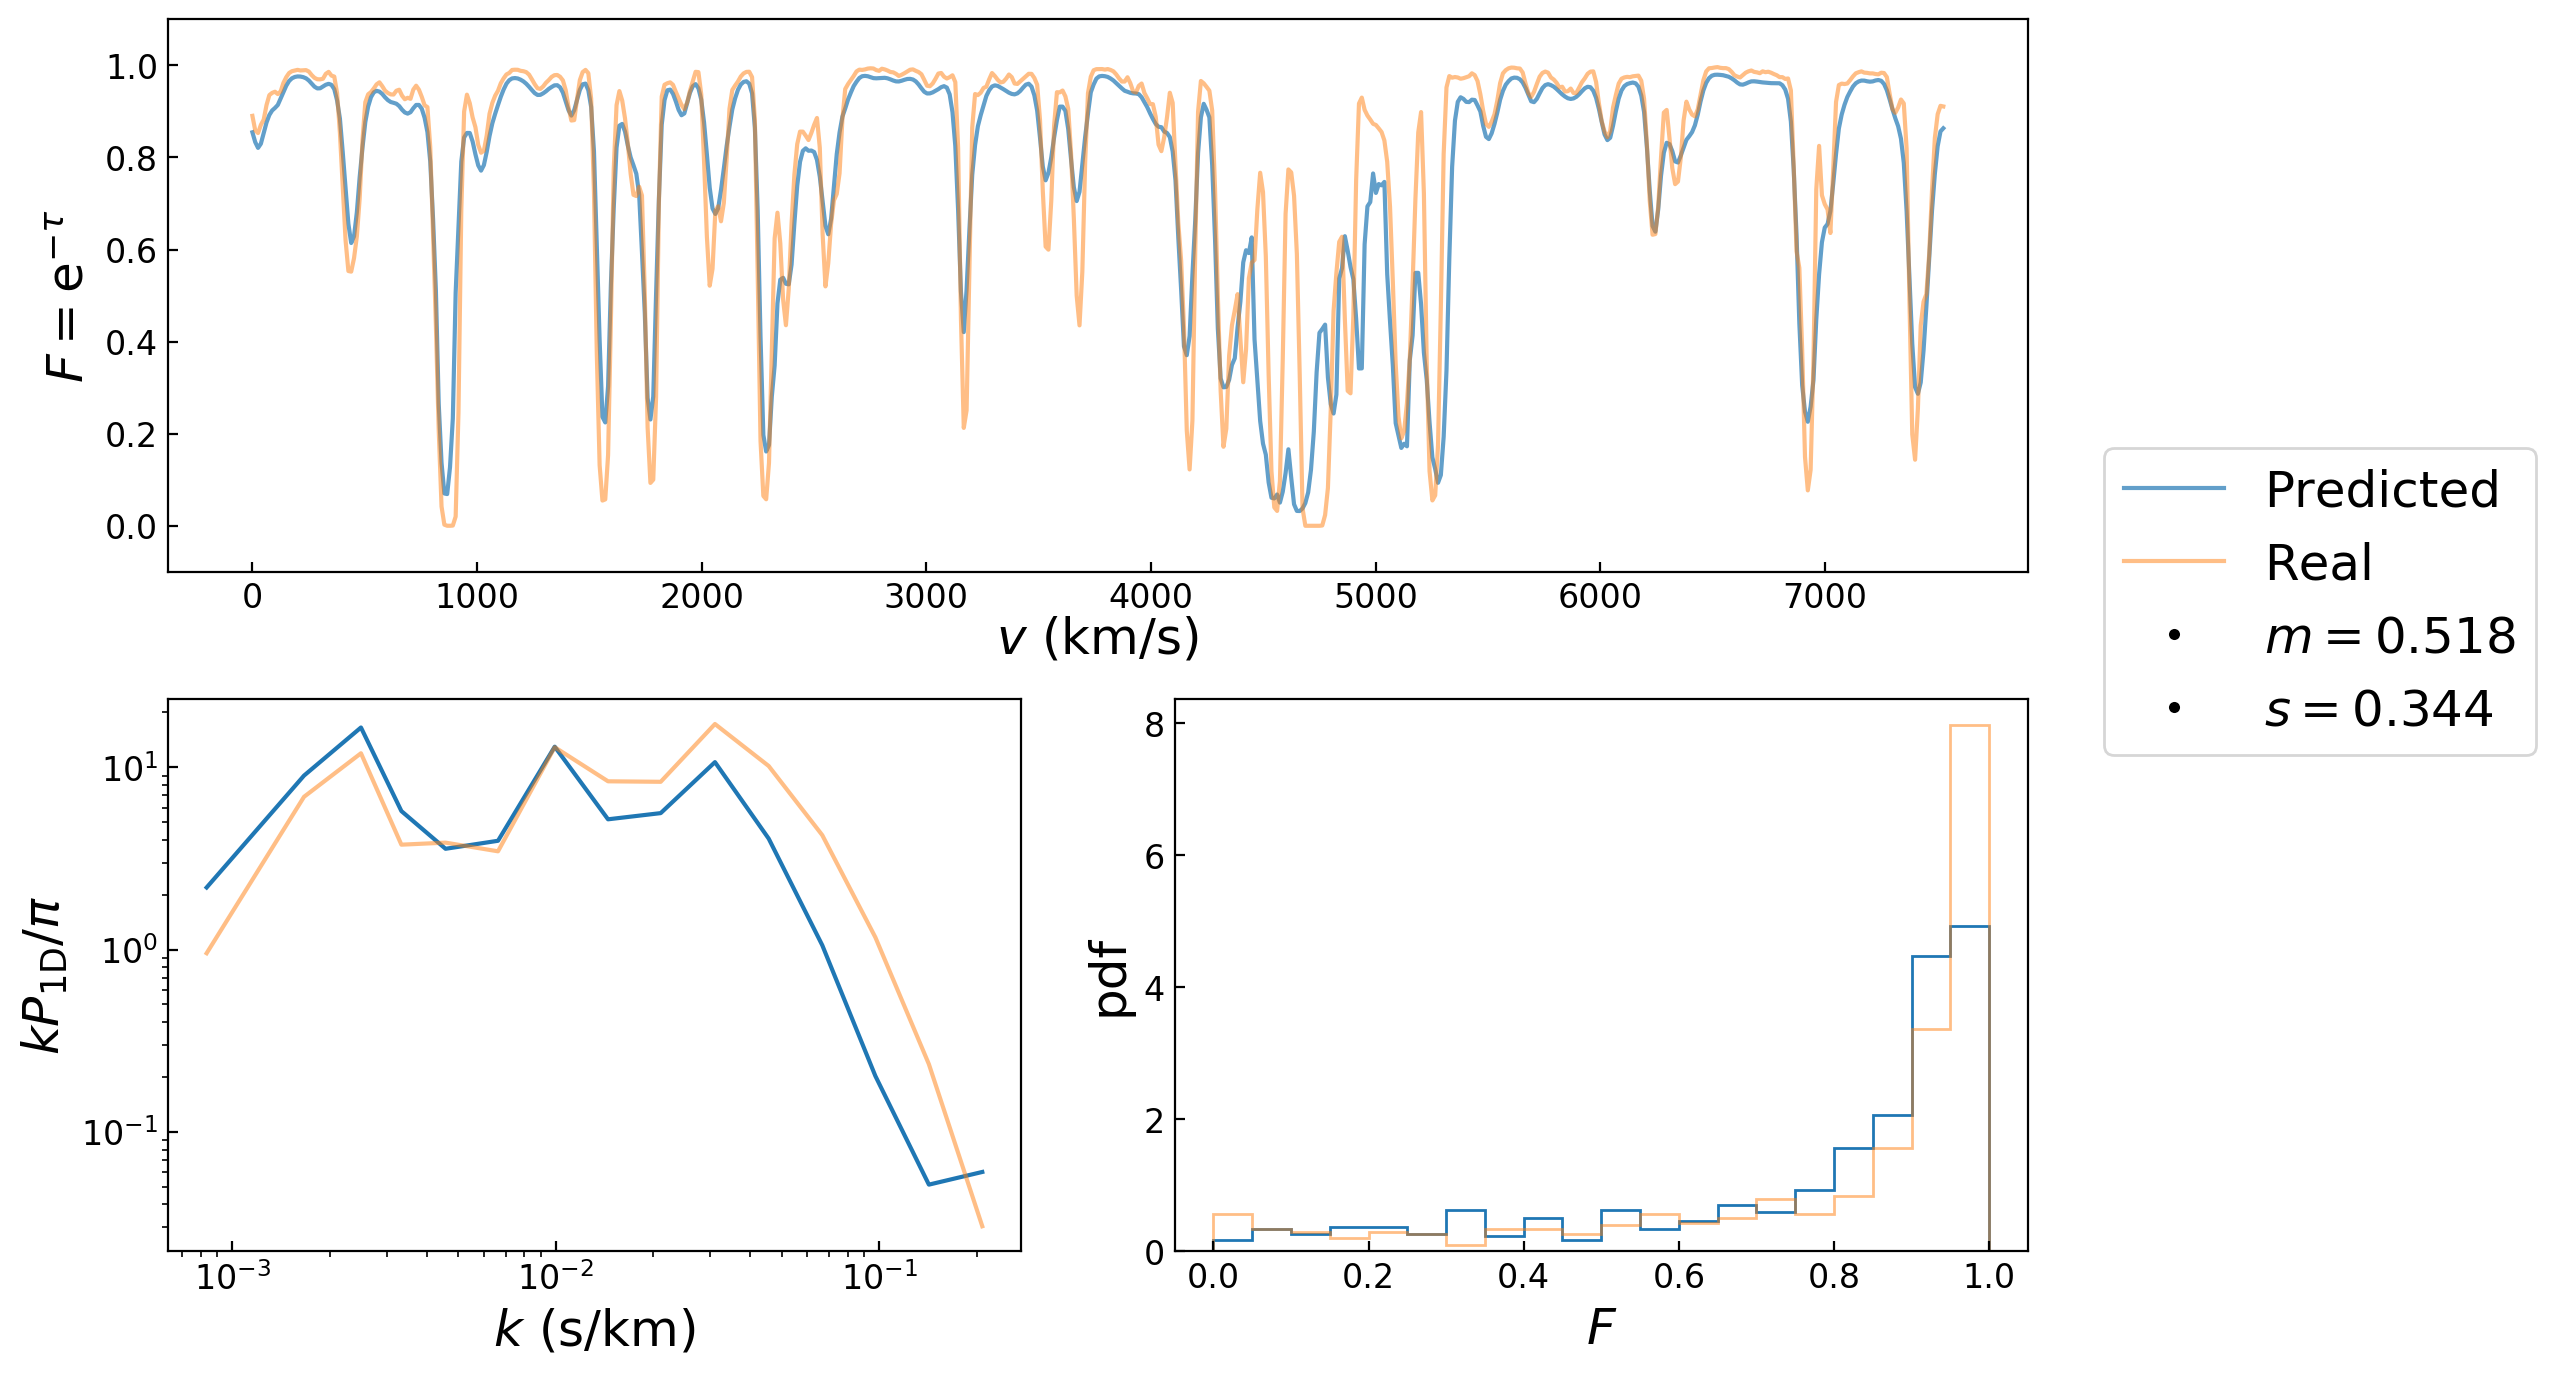 1.0
0.8
0.6
0.4
0.2
0.0
F = e^{−τ}
0 1000 2000 3000 4000 5000 6000 7000
v (km/s)
Predicted
Real
m = 0.518
s = 0.344
10^1
10^0
10^{−1}
kP_{1D}/π
10^{−3} 10^{−2} 10^{−1}
k (s/km)
8
6
4
2
0
pdf
0.0 0.2 0.4 0.6 0.8 1.0
F